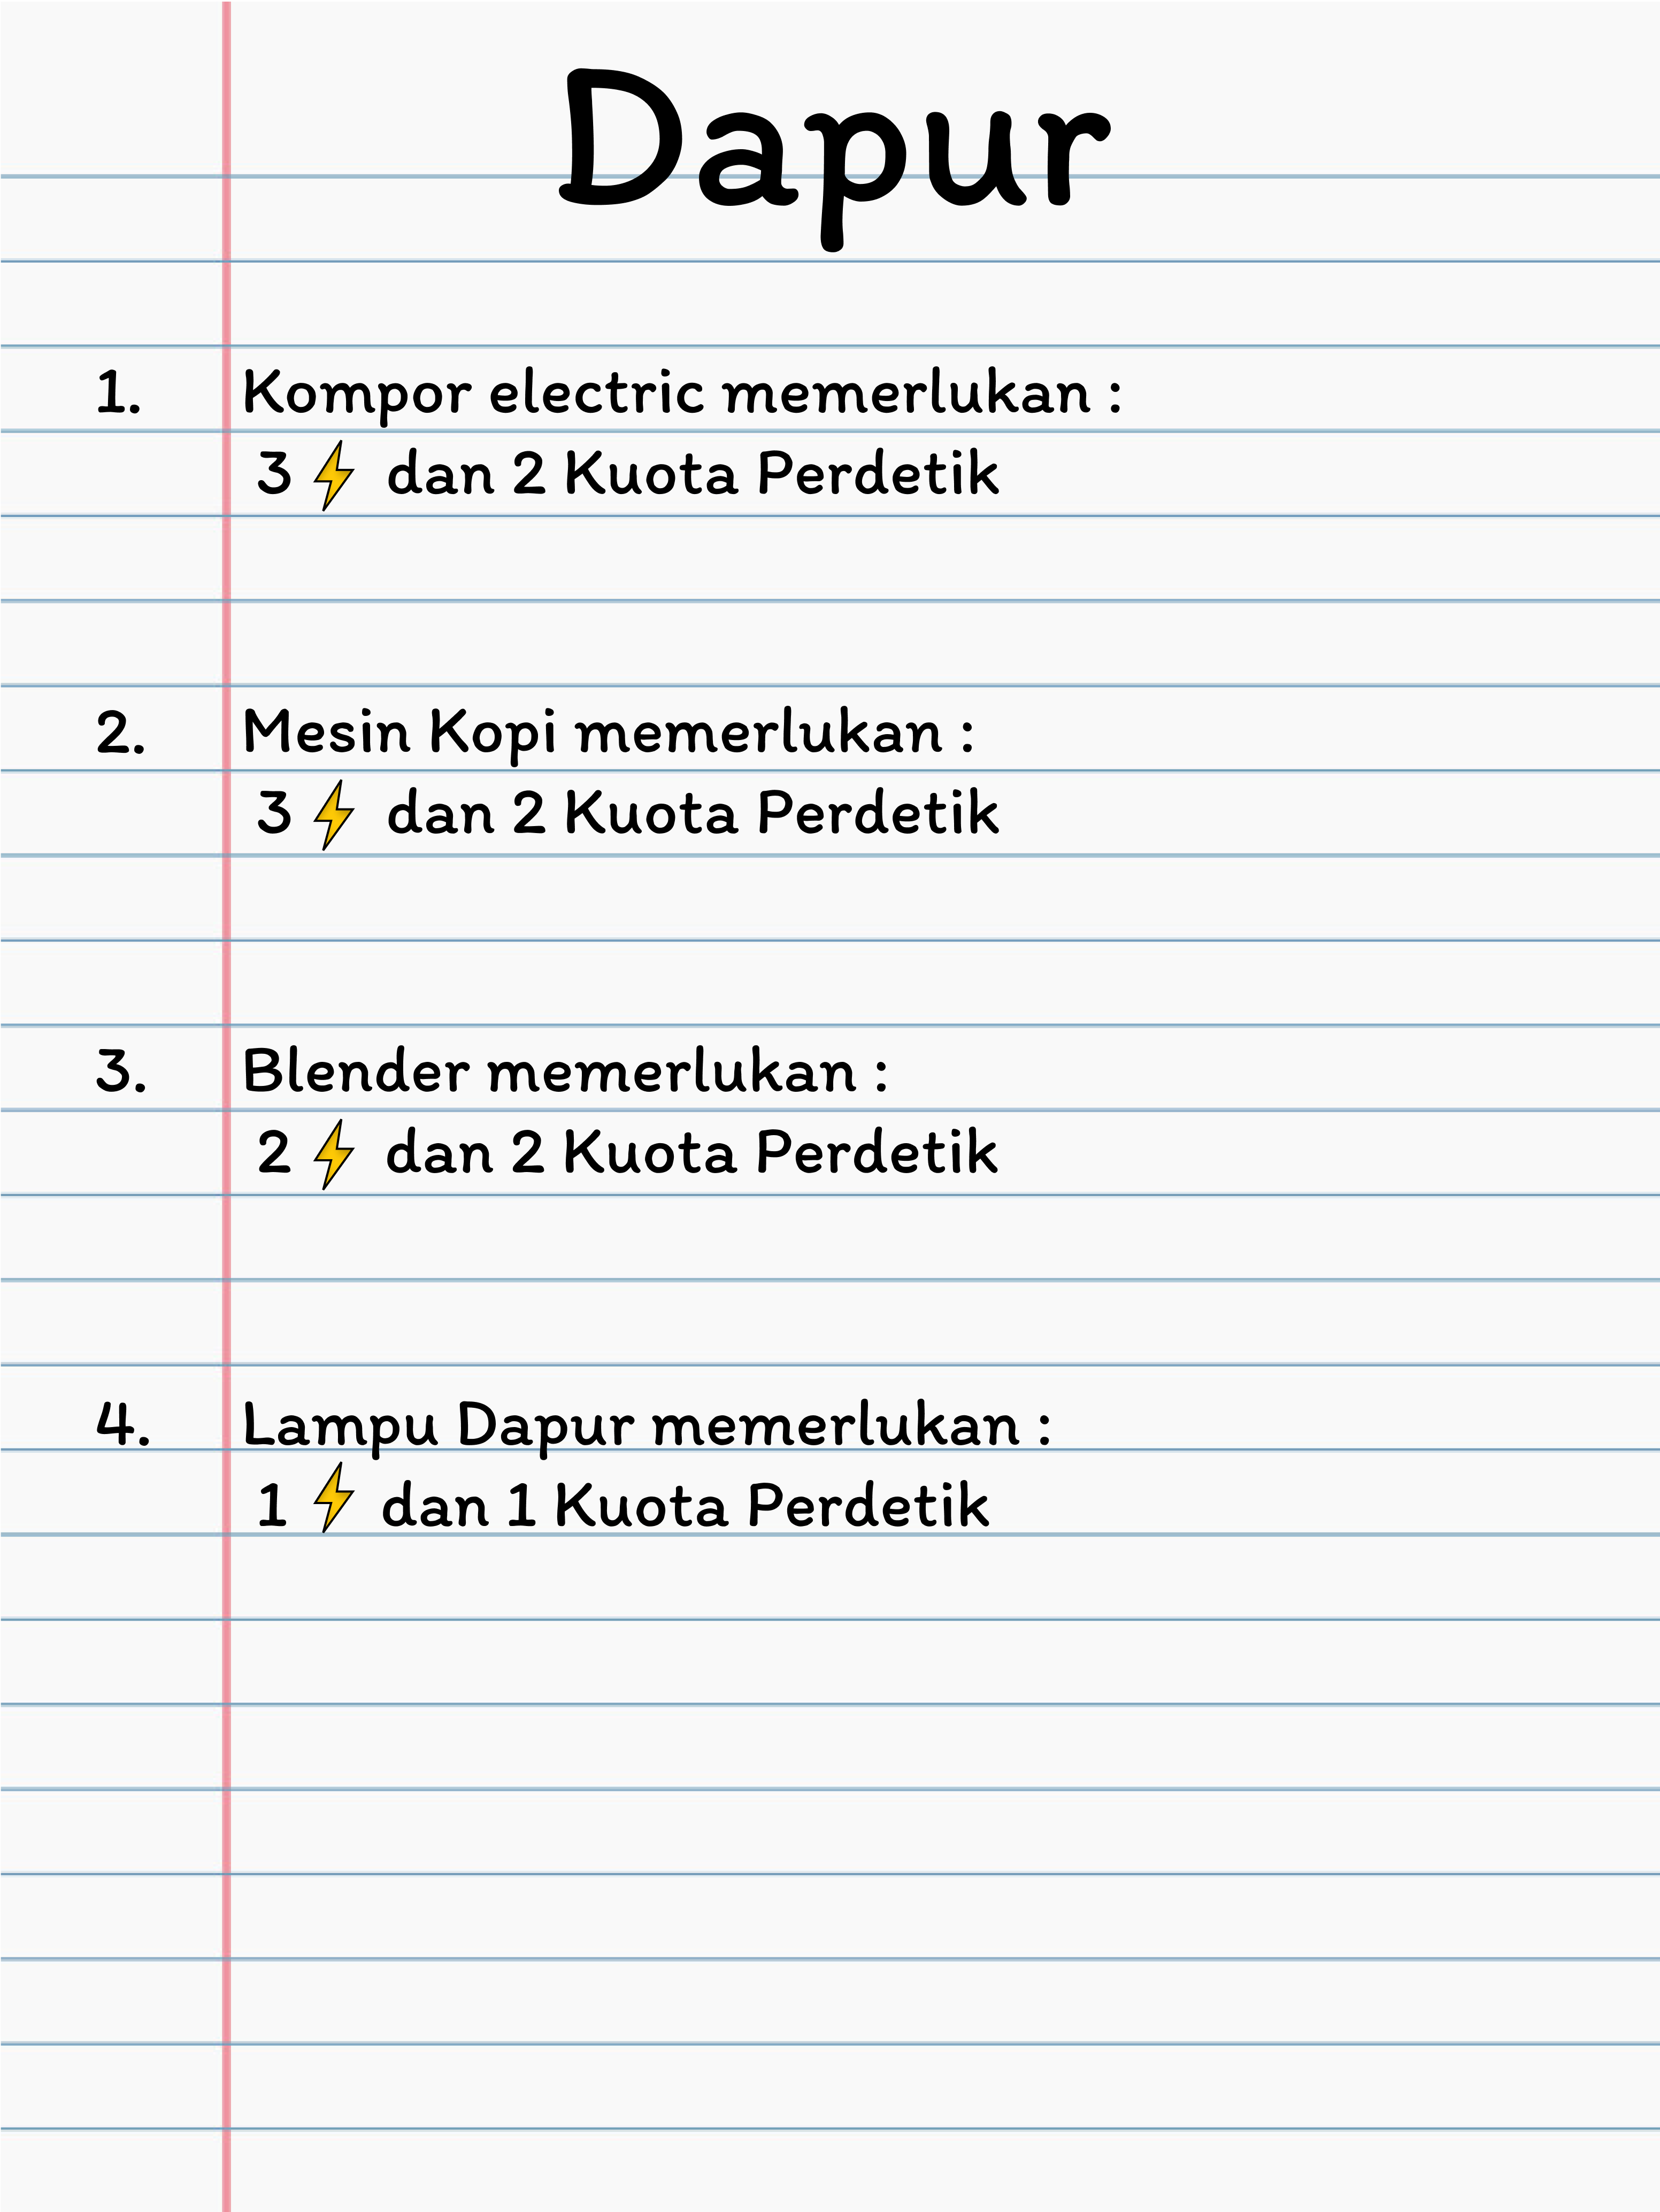 Dapur
1. Kompor electric memerlukan :
3 ⚡ dan 2 Kuota Perdetik
2. Mesin Kopi memerlukan :
3 ⚡ dan 2 Kuota Perdetik
3. Blender memerlukan :
2 ⚡ dan 2 Kuota Perdetik
4. Lampu Dapur memerlukan :
1 ⚡ dan 1 Kuota Perdetik